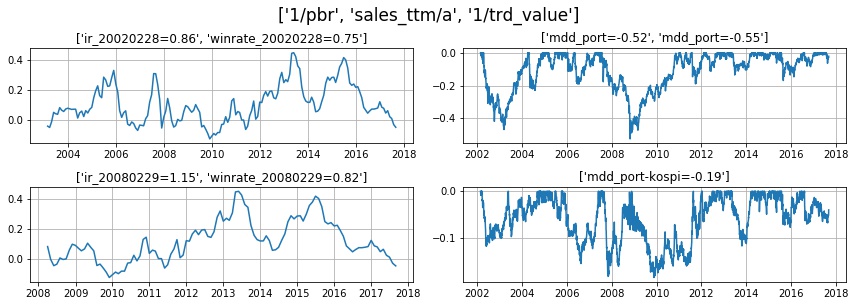 ['1/pbr', 'sales_ttm/a', '1/trd_value']
['ir_20020228=0.86', 'winrate_20020228=0.75']
0.4
0.2
0.0
2004 2006 2008 2010 2012 2014 2016 2018
['mdd_port=-0.52', 'mdd_port=-0.55']
0.0
−0.2
−0.4
2002 2004 2006 2008 2010 2012 2014 2016 2018
['ir_20080229=1.15', 'winrate_20080229=0.82']
0.4
0.2
0.0
2008 2009 2010 2011 2012 2013 2014 2015 2016 2017 2018
['mdd_port-kospi=-0.19']
0.0
−0.1
2002 2004 2006 2008 2010 2012 2014 2016 2018